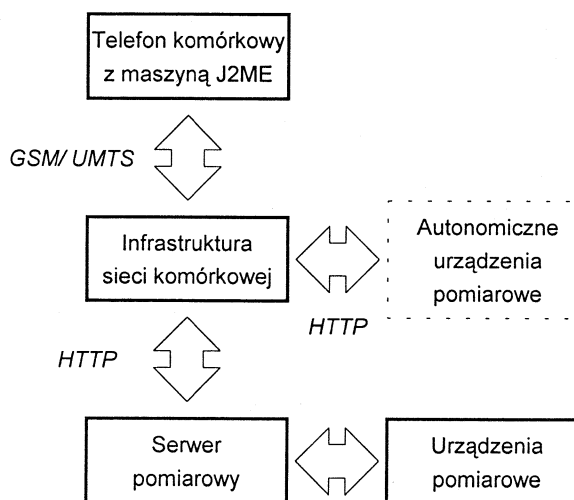 Telefon komórkowy
z maszyną J2ME
GSM/ UMTS
Infrastruktura
sieci komórkowej
Autonomiczne
urządzenia
pomiarowe
HTTP
HTTP
Serwer
pomiarowy
Urządzenia
pomiarowe